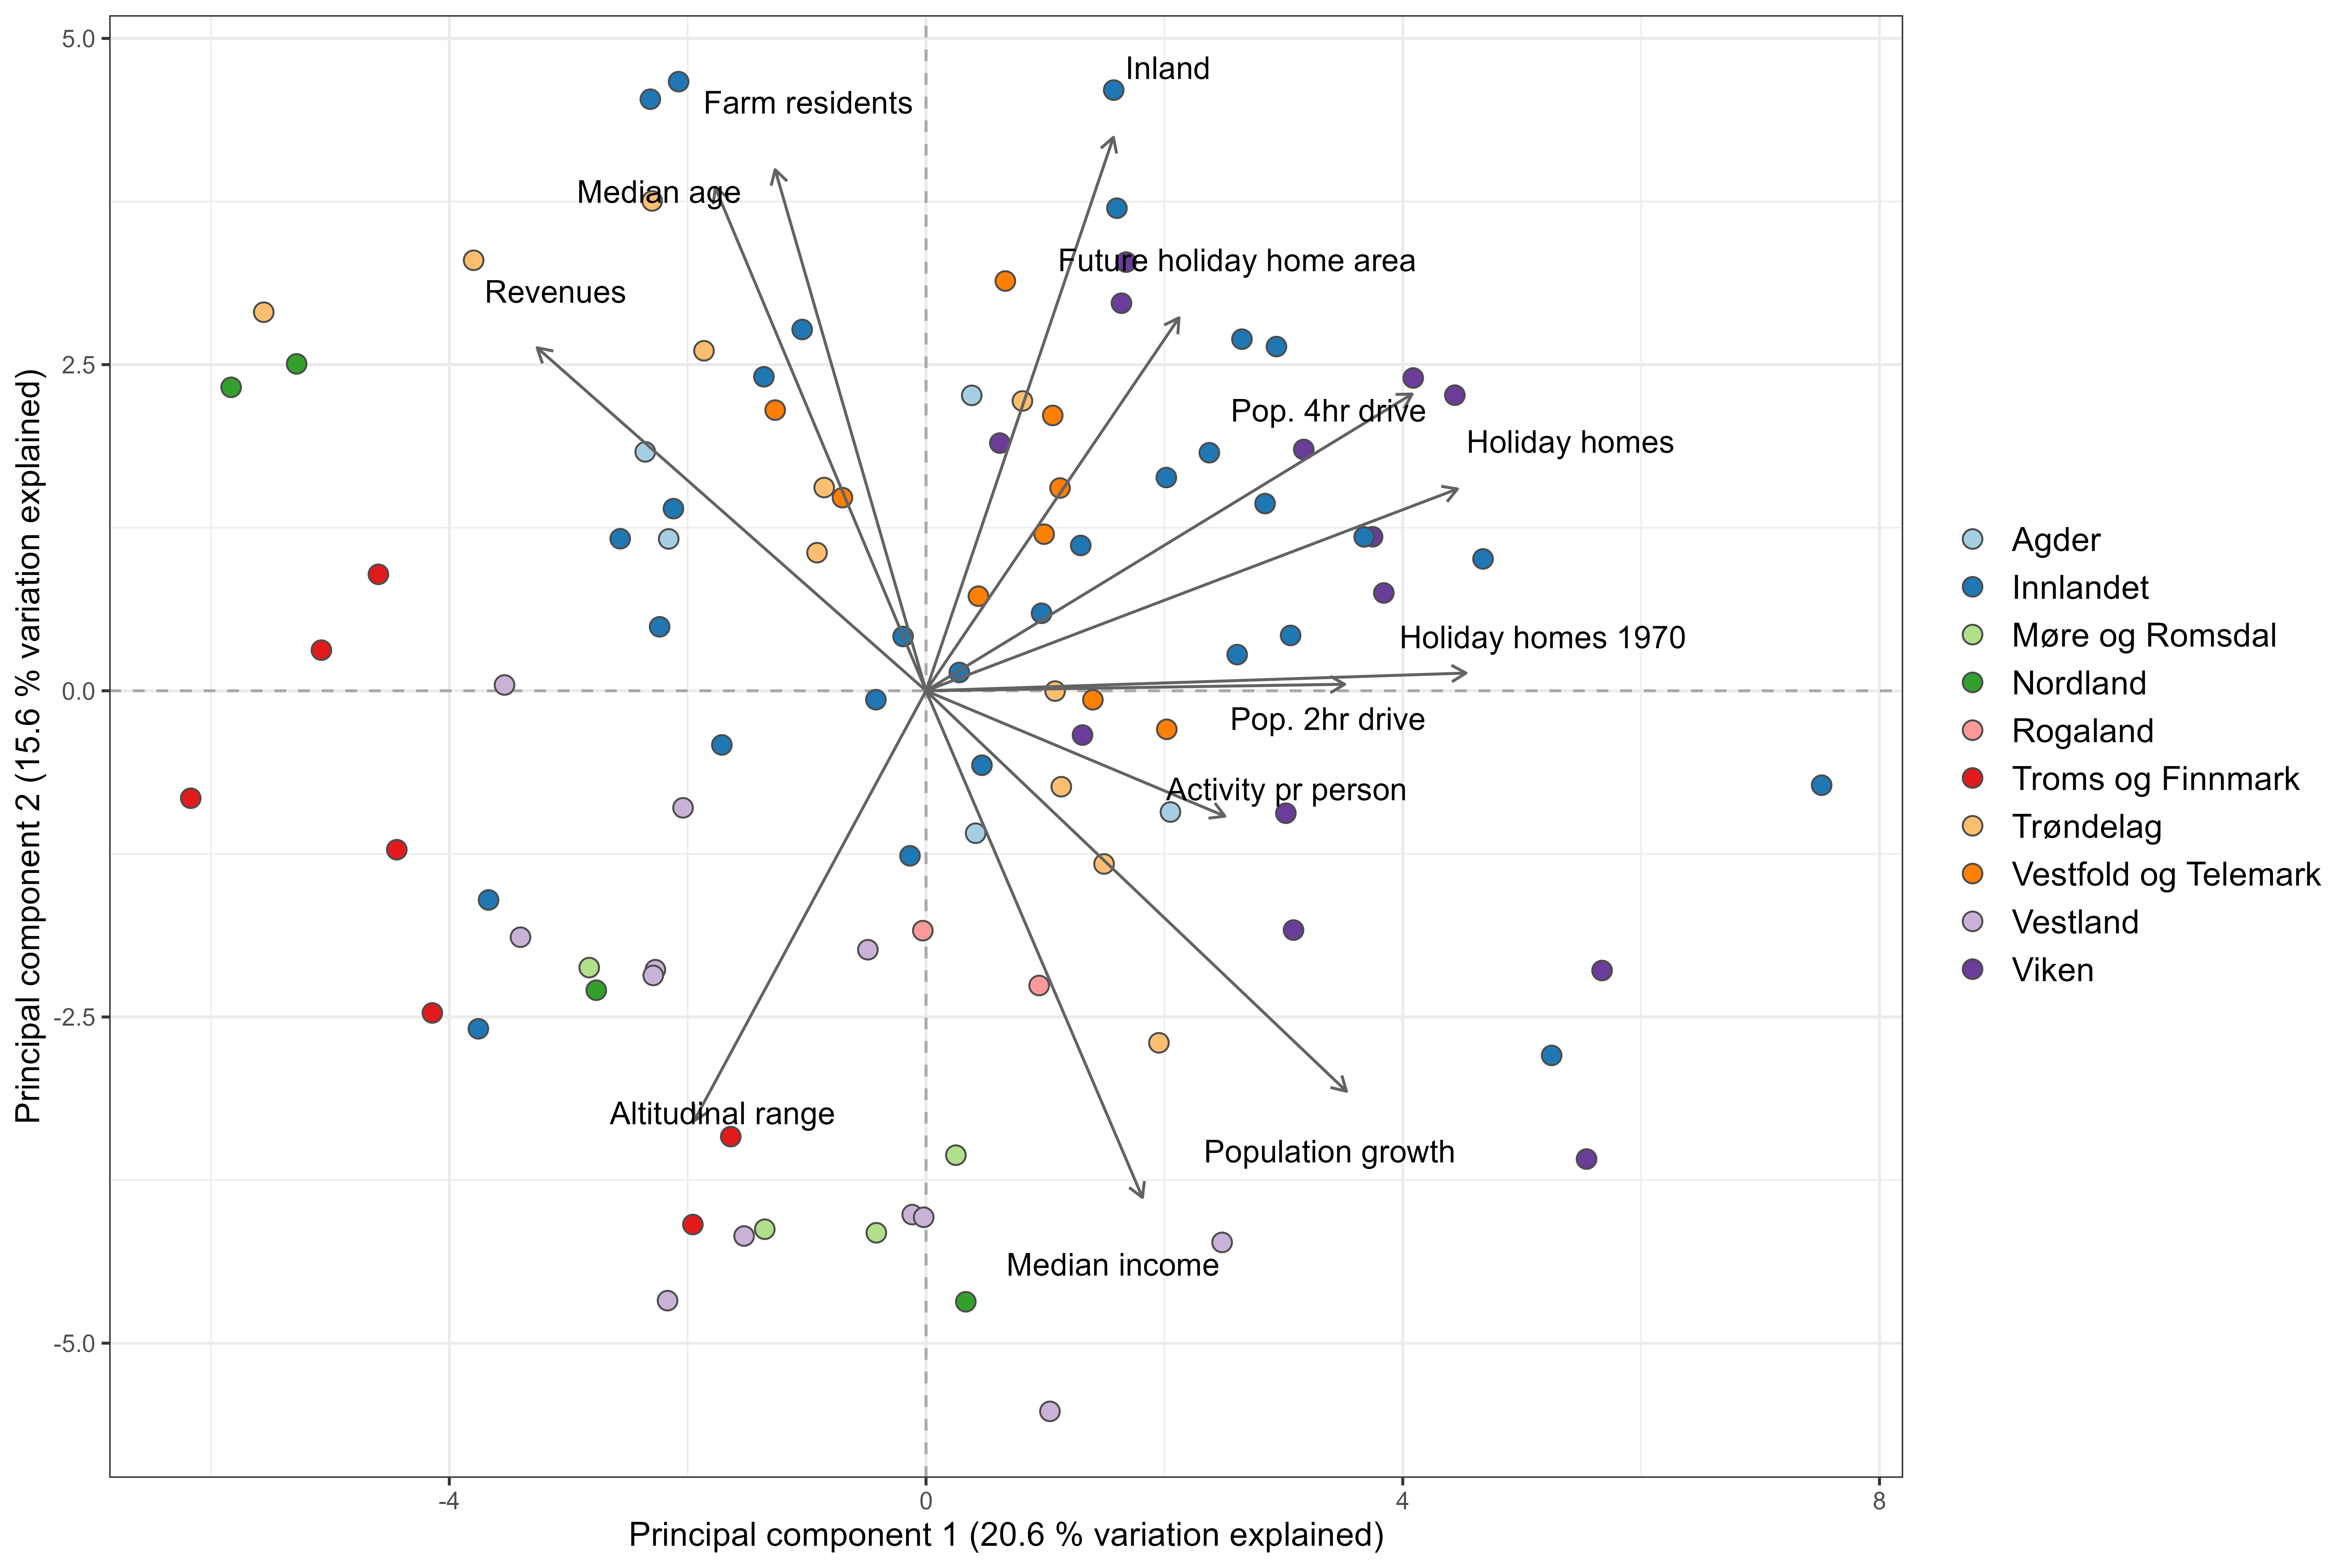 5.0
2.5
0.0
-2.5
-5.0
Principal component 2 (15.6 % variation explained)
Inland
Farm residents
Median age
Future holiday home area
Revenues
Pop. 4hr drive
Holiday homes
Holiday homes 1970
Pop. 2hr drive
Activity pr person
Altitudinal range
Population growth
Median income
-4
0
4
8
Principal component 1 (20.6 % variation explained)
Agder
Innlandet
Møre og Romsdal
Nordland
Rogaland
Troms og Finnmark
Trøndelag
Vestfold og Telemark
Vestland
Viken